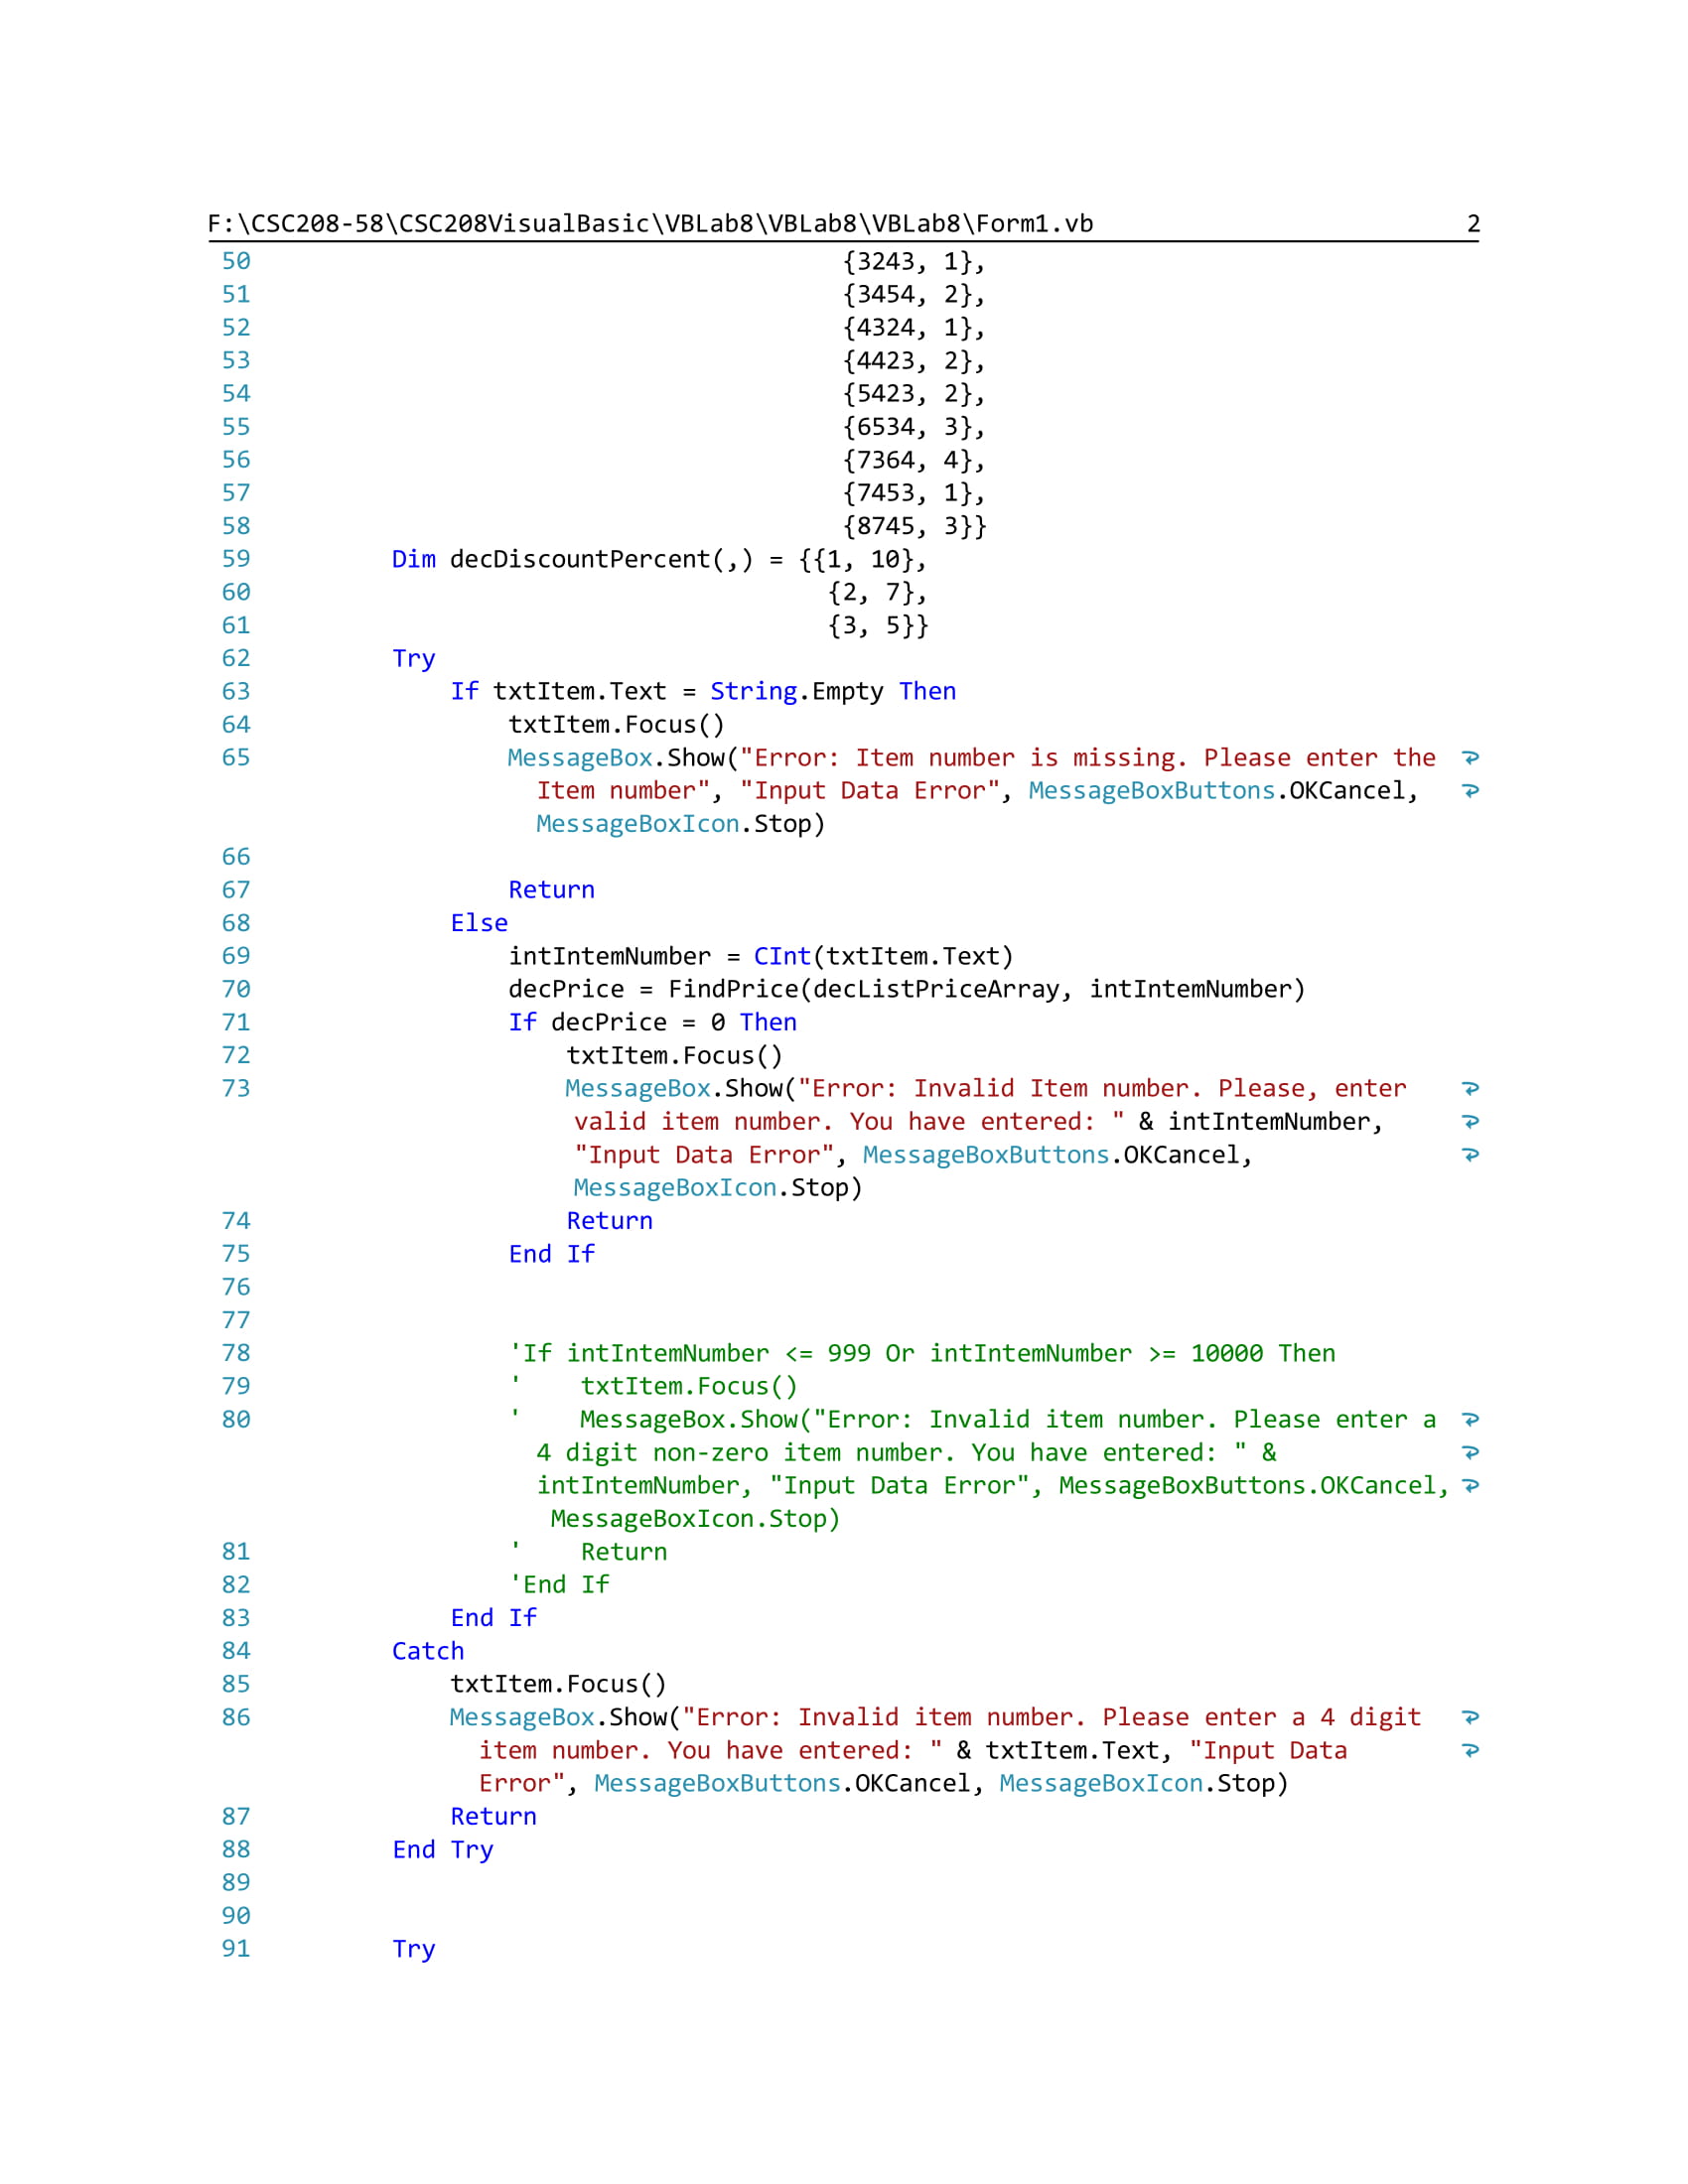 F:\CSC208-58\CSC208VisualBasic\VBLab8\VBLab8\VBLab8\Form1.vb 2
50 {3243, 1},
51 {3454, 2},
52 {4324, 1},
53 {4423, 2},
54 {5423, 2},
55 {6534, 3},
56 {7364, 4},
57 {7453, 1},
58 {8745, 3}}
59 Dim decDiscountPercent(,) = {{1, 10},
60 {2, 7},
61 {3, 5}}
62 Try
63 If txtItem.Text = String.Empty Then
64 txtItem.Focus()
65 MessageBox.Show("Error: Item number is missing. Please enter the
Item number", "Input Data Error", MessageBoxButtons.OKCancel,
MessageBoxIcon.Stop)
66
67 Return
68 Else
69 intIntemNumber = CInt(txtItem.Text)
70 decPrice = FindPrice(decListPriceArray, intIntemNumber)
71 If decPrice = 0 Then
72 txtItem.Focus()
73 MessageBox.Show("Error: Invalid Item number. Please, enter
valid item number. You have entered: " & intIntemNumber,
"Input Data Error", MessageBoxButtons.OKCancel,
MessageBoxIcon.Stop)
74 Return
75 End If
76
77
78 'If intIntemNumber <= 999 Or intIntemNumber >= 10000 Then
79 ' txtItem.Focus()
80 ' MessageBox.Show("Error: Invalid item number. Please enter a
4 digit non-zero item number. You have entered: " &
intIntemNumber, "Input Data Error", MessageBoxButtons.OKCancel,
MessageBoxIcon.Stop)
81 ' Return
82 'End If
83 End If
84 Catch
85 txtItem.Focus()
86 MessageBox.Show("Error: Invalid item number. Please enter a 4 digit
item number. You have entered: " & txtItem.Text, "Input Data
Error", MessageBoxButtons.OKCancel, MessageBoxIcon.Stop)
87 Return
88 End Try
89
90
91 Try